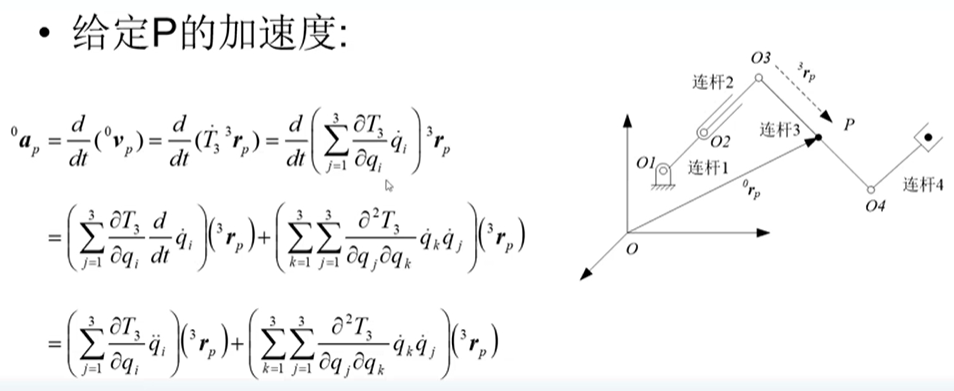 • 给定P的加速度:
${}^0\boldsymbol{a}_p = \frac{d}{dt}({}^0\boldsymbol{v}_p) = \frac{d}{dt}(\dot{T}_3 {}^3\boldsymbol{r}_p) = \frac{d}{dt}\left(\sum_{j=1}^{3} \frac{\partial T_3}{\partial q_i} \dot{q}_i\right) {}^3\boldsymbol{r}_p$
$= \left(\sum_{j=1}^{3} \frac{\partial T_3}{\partial q_i} \frac{d}{dt} \dot{q}_i\right)({}^3\boldsymbol{r}_p) + \left(\sum_{k=1}^{3} \sum_{j=1}^{3} \frac{\partial^2 T_3}{\partial q_j \partial q_k} \dot{q}_k \dot{q}_j\right)({}^3\boldsymbol{r}_p)$
$= \left(\sum_{j=1}^{3} \frac{\partial T_3}{\partial q_i} \ddot{q}_i\right)({}^3\boldsymbol{r}_p) + \left(\sum_{k=1}^{3} \sum_{j=1}^{3} \frac{\partial^2 T_3}{\partial q_j \partial q_k} \dot{q}_k \dot{q}_j\right)({}^3\boldsymbol{r}_p)$
O3
${}^3\boldsymbol{r}_p$
连杆2
P
连杆3
O2
O1
连杆1
${}^0\boldsymbol{r}_p$
连杆4
O4
O